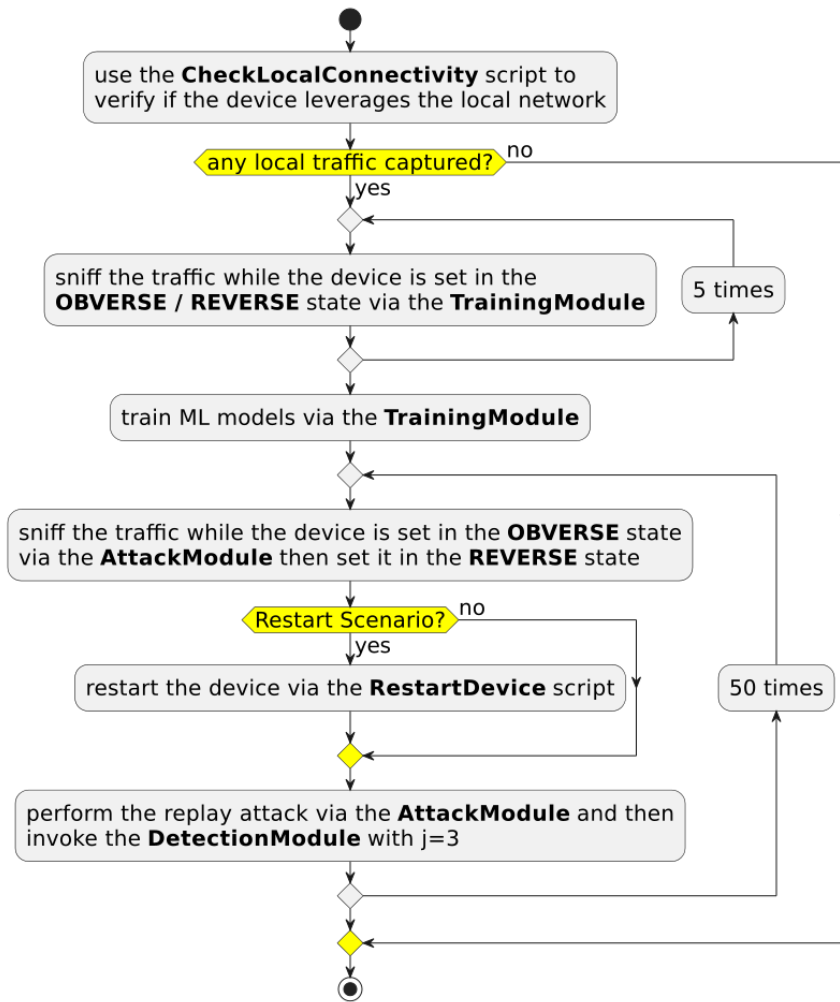 use the CheckLocalConnectivity script to
verify if the device leverages the local network
any local traffic captured?
no
yes
sniff the traffic while the device is set in the
OBVERSE / REVERSE state via the TrainingModule
5 times
train ML models via the TrainingModule
sniff the traffic while the device is set in the OBVERSE state
via the AttackModule then set it in the REVERSE state
Restart Scenario?
no
yes
restart the device via the RestartDevice script
50 times
perform the replay attack via the AttackModule and then
invoke the DetectionModule with j=3